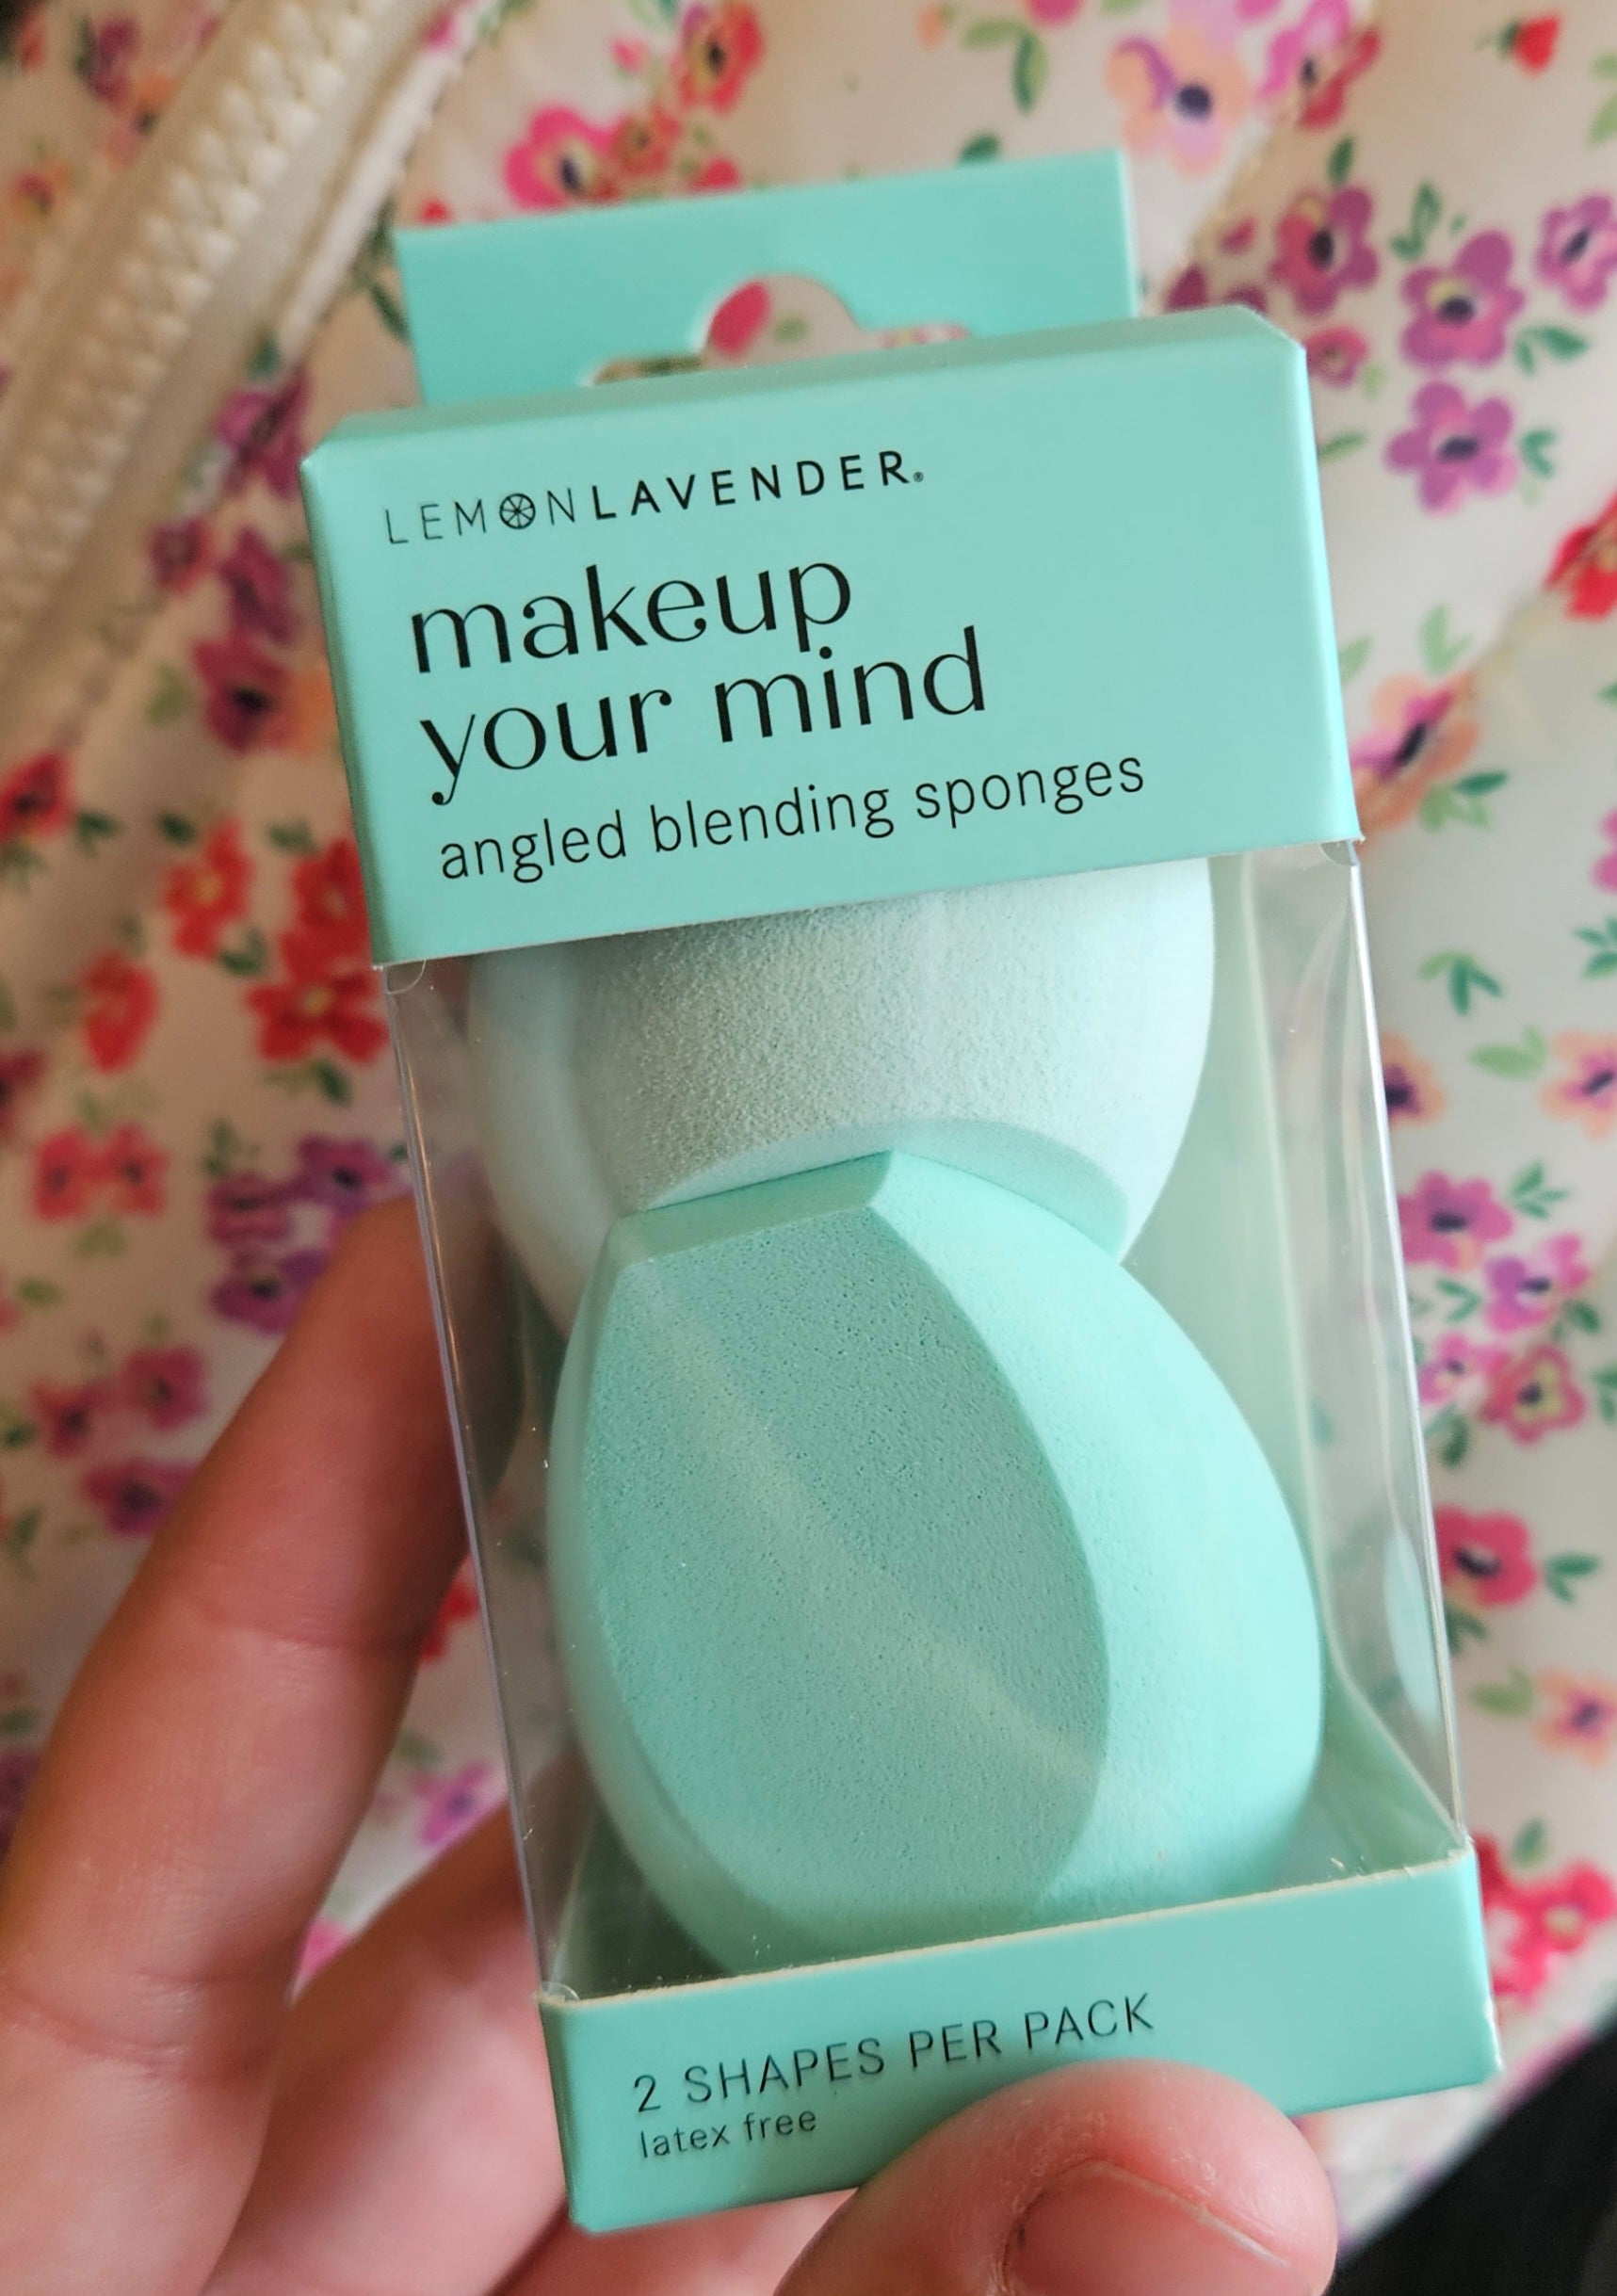 LEMONLAVENDER®
makeup
your mind
angled blending sponges
2 SHAPES PER PACK
latex free